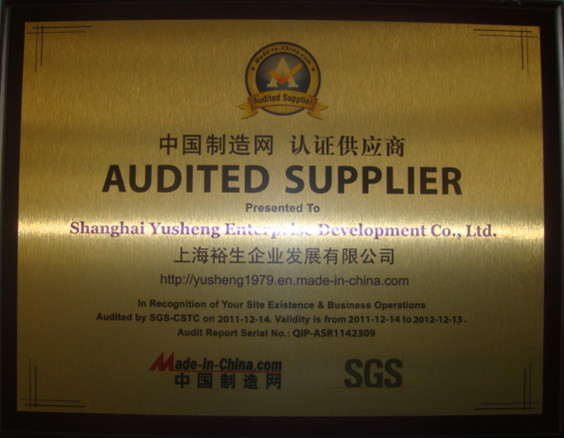 Made-in-China.com
Audited Supplier
中国制造网 认证供应商
AUDITED SUPPLIER
Presented To
Shanghai Yusheng Enterprise Development Co., Ltd.
上海裕生企业发展有限公司
http://yusheng1979.en.made-in-china.com
In Recognition of Your Site Existence & Business Operations
Audited by SGS-CSTC on 2011-12-14. Validity is from 2011-12-14 to 2012-12-13.
Audit Report Serial No.: QIP-ASR1142309
Made-in-China.com
中国制造网
SGS